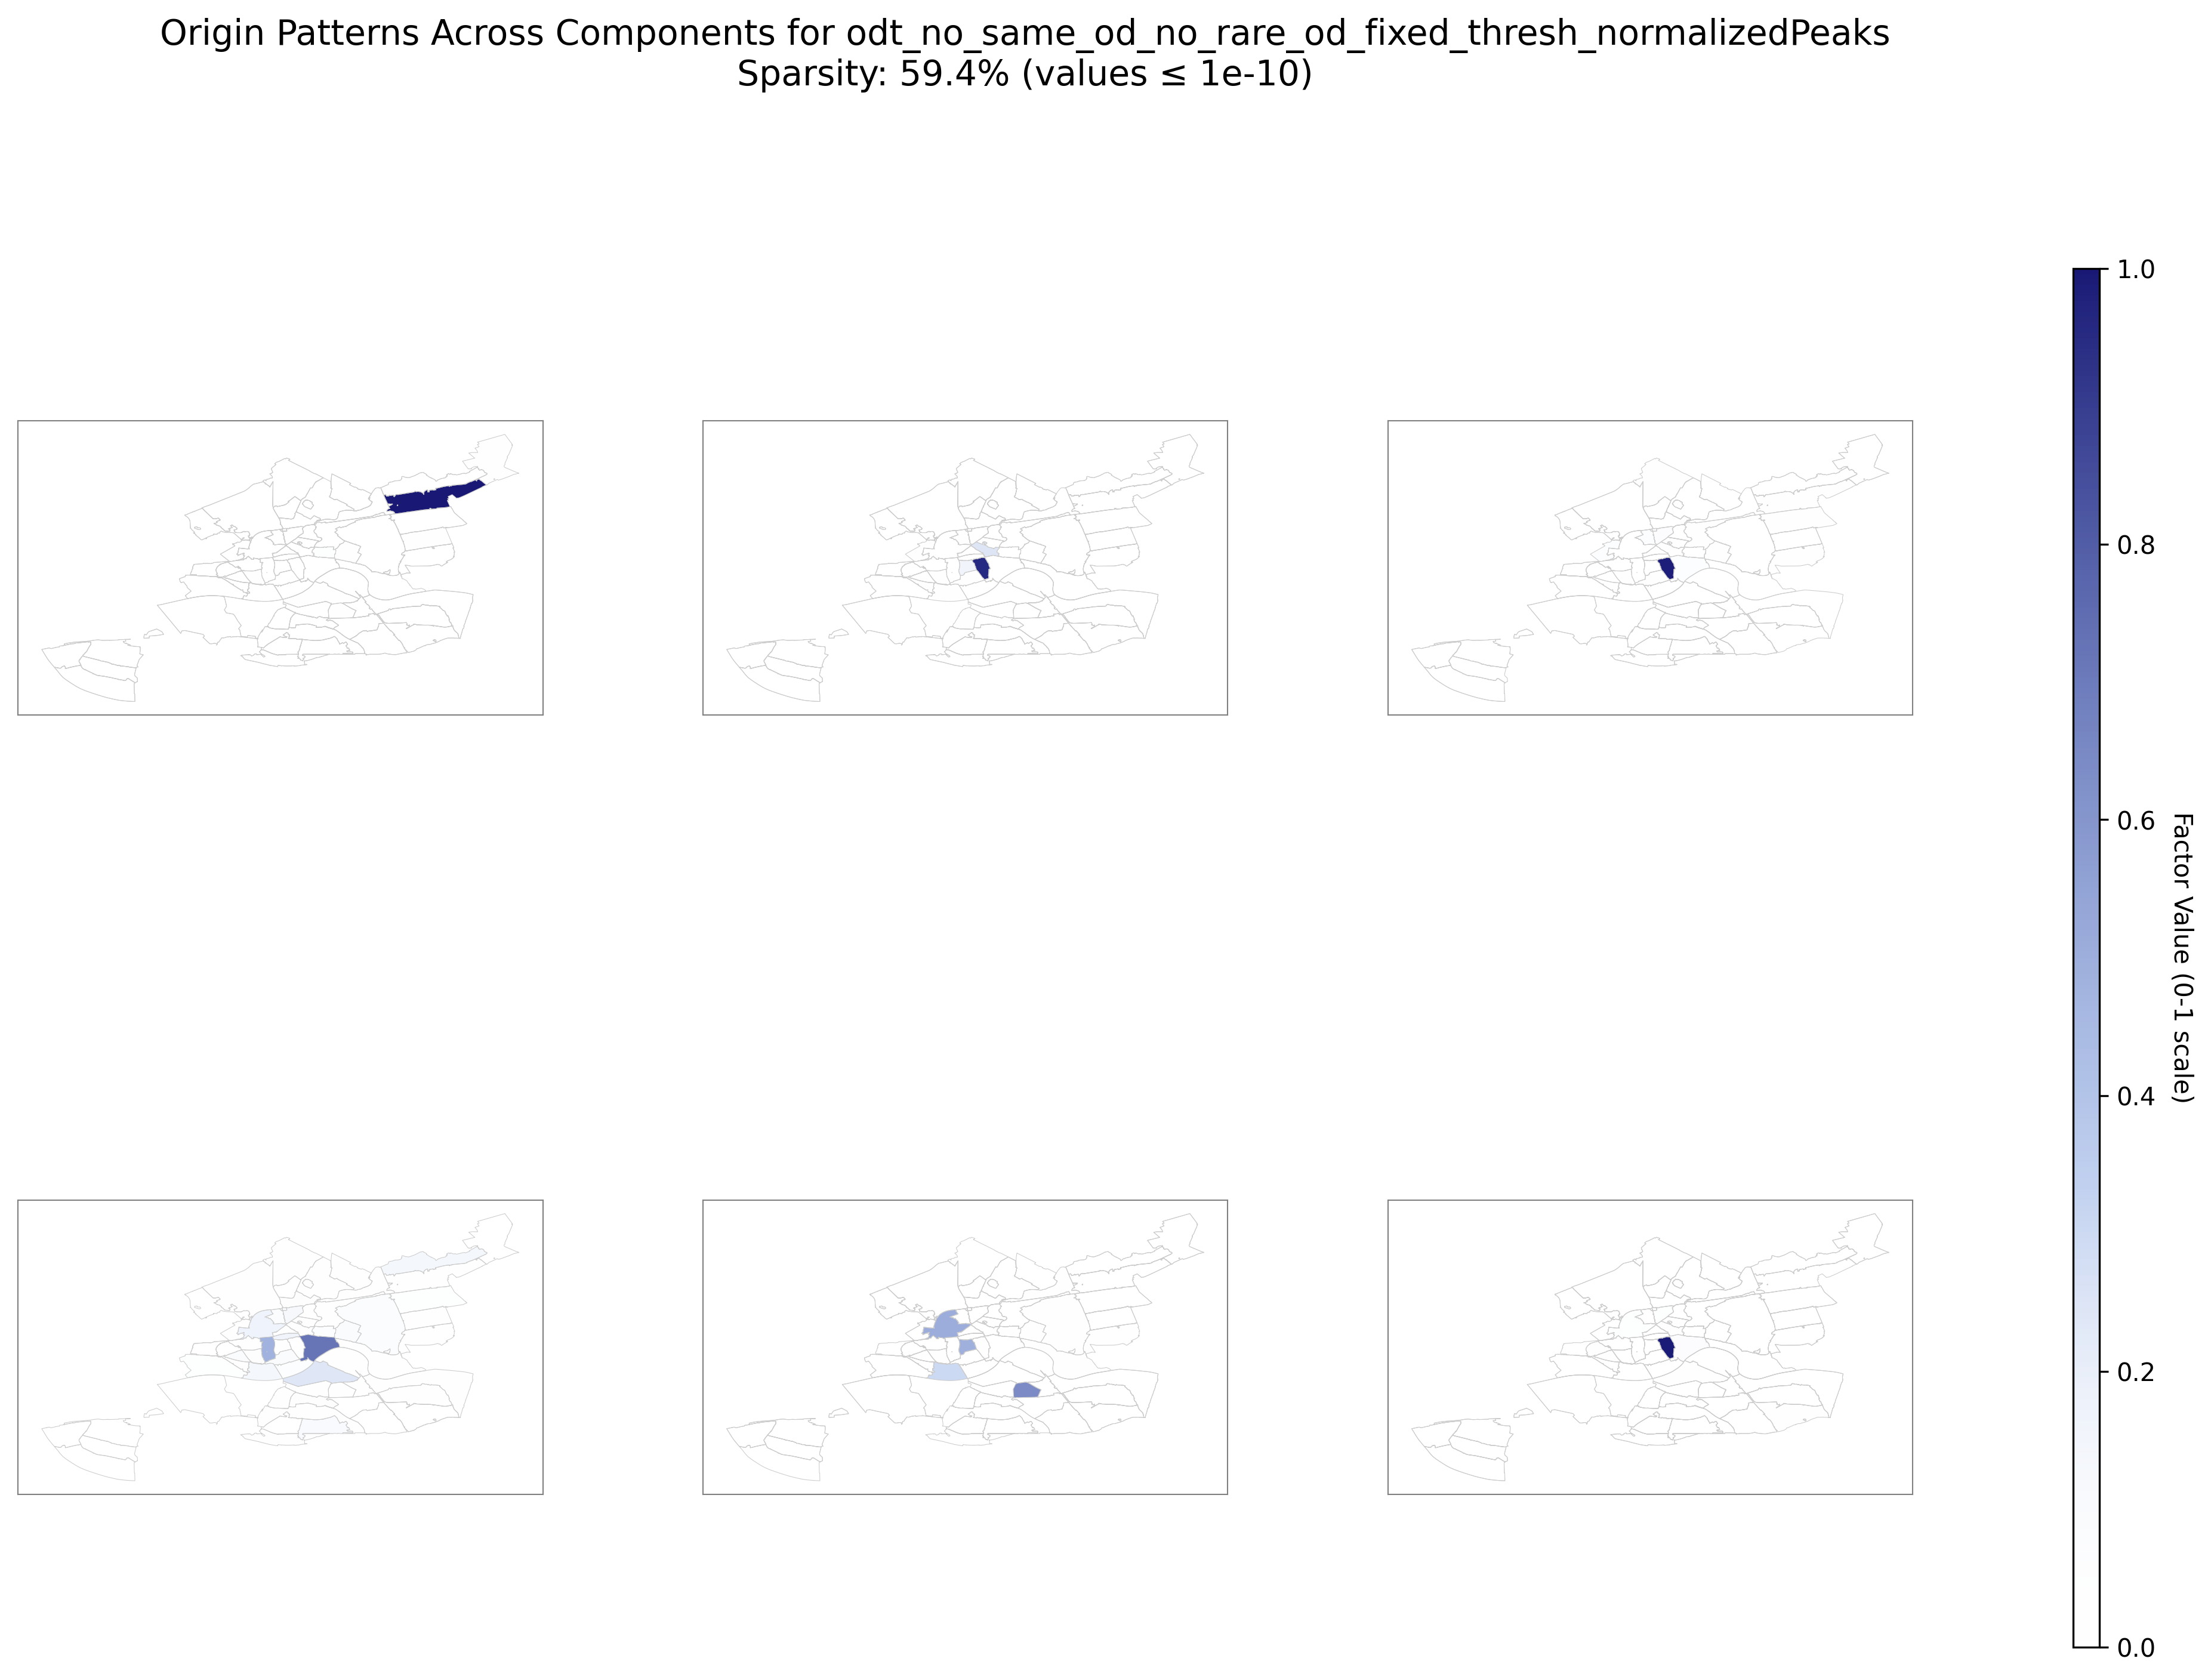 Origin Patterns Across Components for odt_no_same_od_no_rare_od_fixed_thresh_normalizedPeaks
Sparsity: 59.4% (values ≤ 1e-10)
1.0
0.8
0.6
0.4
0.2
0.0
Factor Value (0-1 scale)